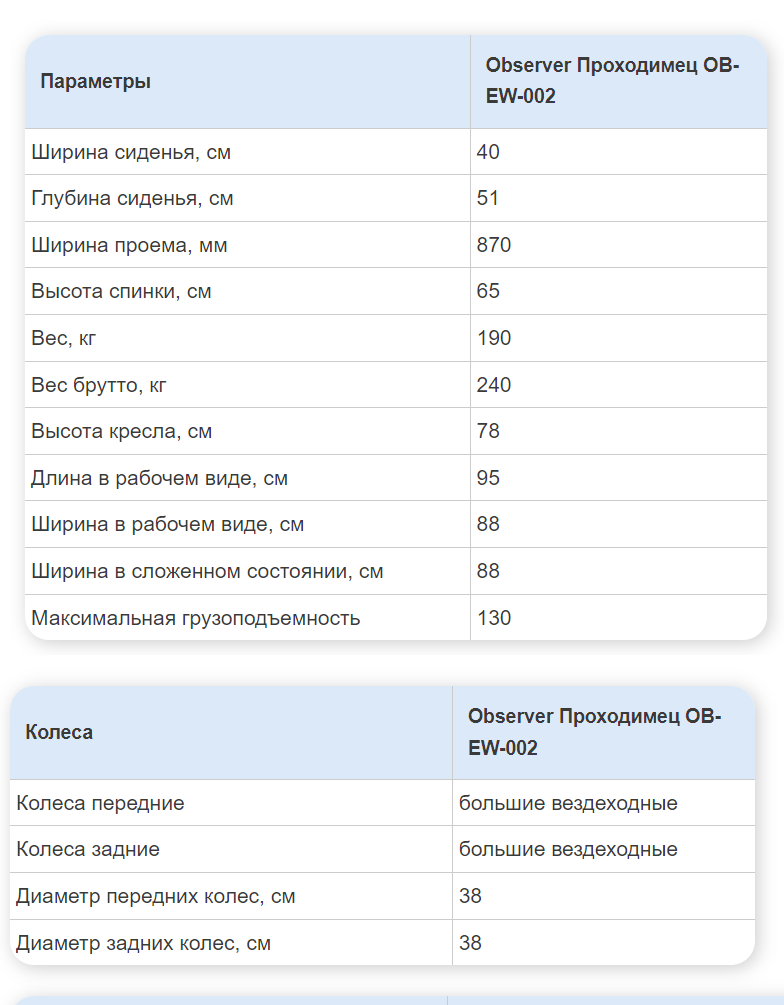 Параметры
Observer Проходимец OB-
EW-002
Ширина сиденья, см 40
Глубина сиденья, см 51
Ширина проема, мм 870
Высота спинки, см 65
Вес, кг 190
Вес брутто, кг 240
Высота кресла, см 78
Длина в рабочем виде, см 95
Ширина в рабочем виде, см 88
Ширина в сложенном состоянии, см 88
Максимальная грузоподъемность 130
Колеса
Observer Проходимец OB-
EW-002
Колеса передние большие вездеходные
Колеса задние большие вездеходные
Диаметр передних колес, см 38
Диаметр задних колес, см 38